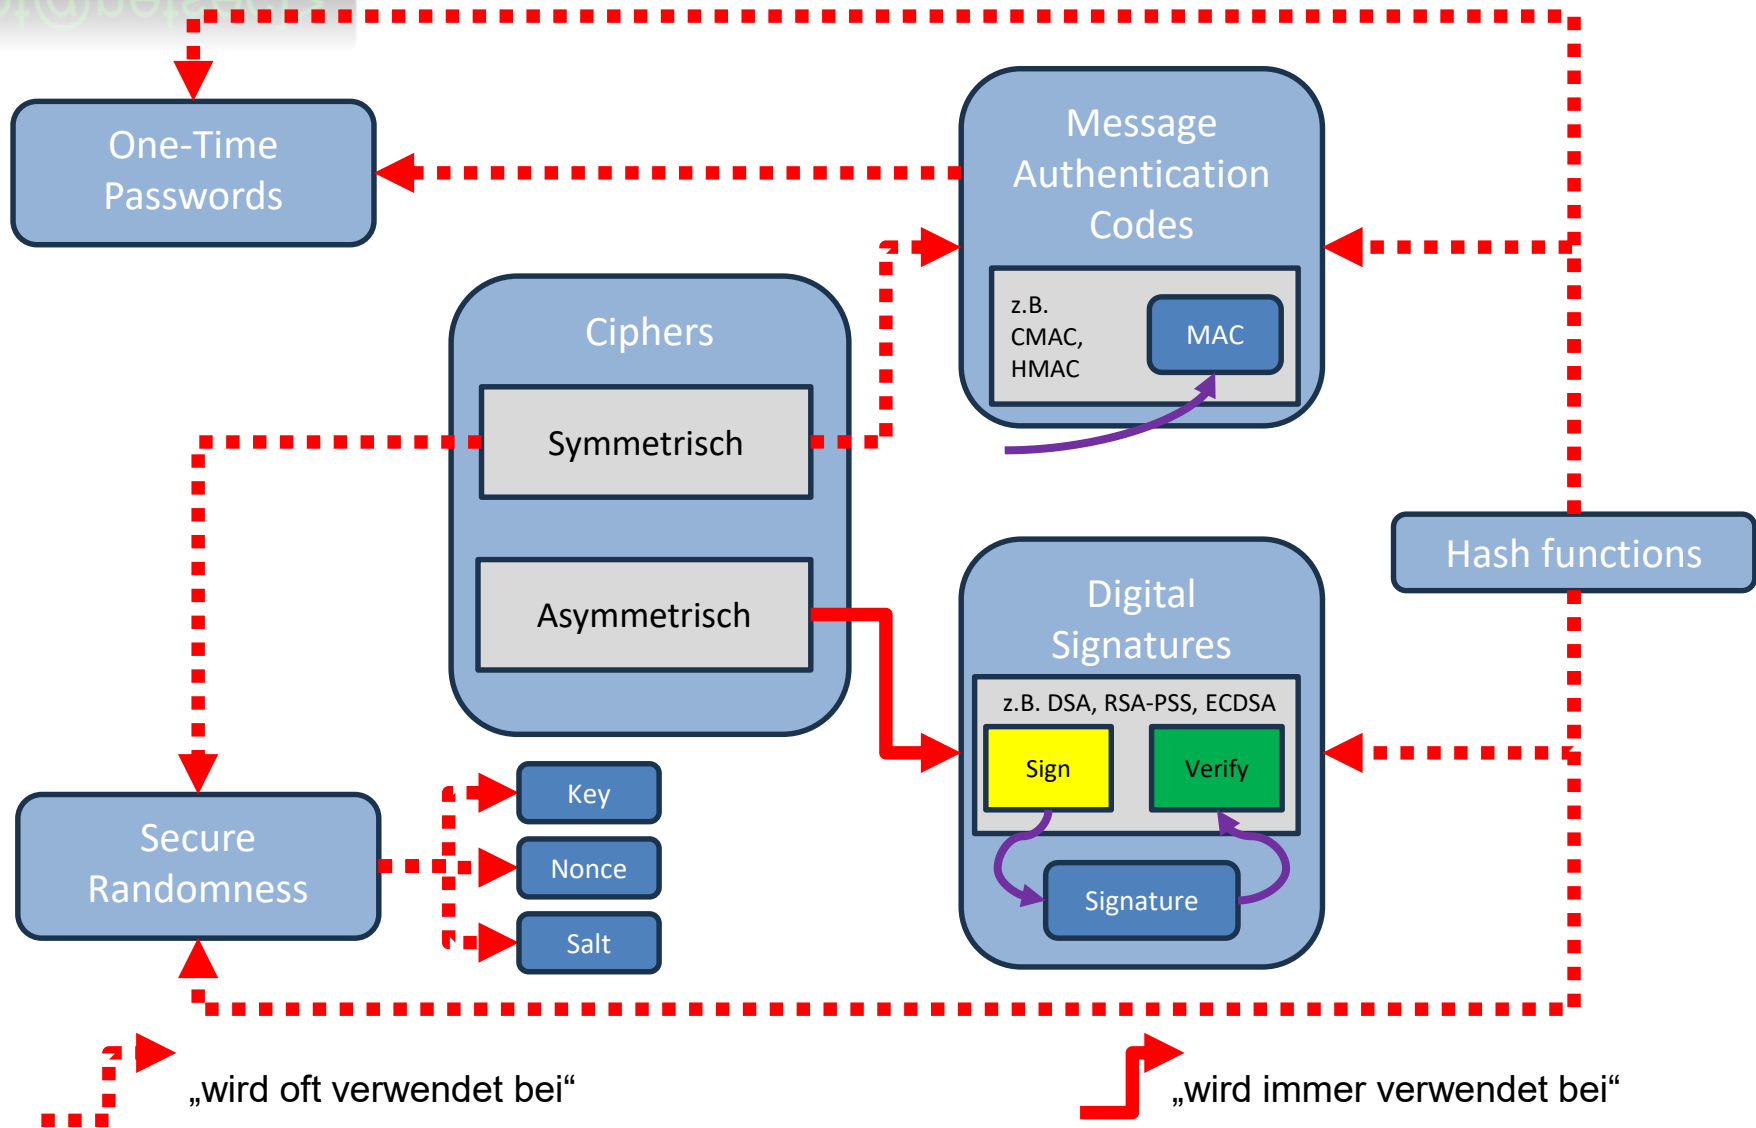 One-Time
Passwords
Message
Authentication
Codes
z.B.
CMAC,
HMAC
MAC
Ciphers
Symmetrisch
Asymmetrisch
Hash functions
Digital
Signatures
z.B. DSA, RSA-PSS, ECDSA
Sign
Verify
Signature
Secure
Randomness
Key
Nonce
Salt
„wird oft verwendet bei“
„wird immer verwendet bei“